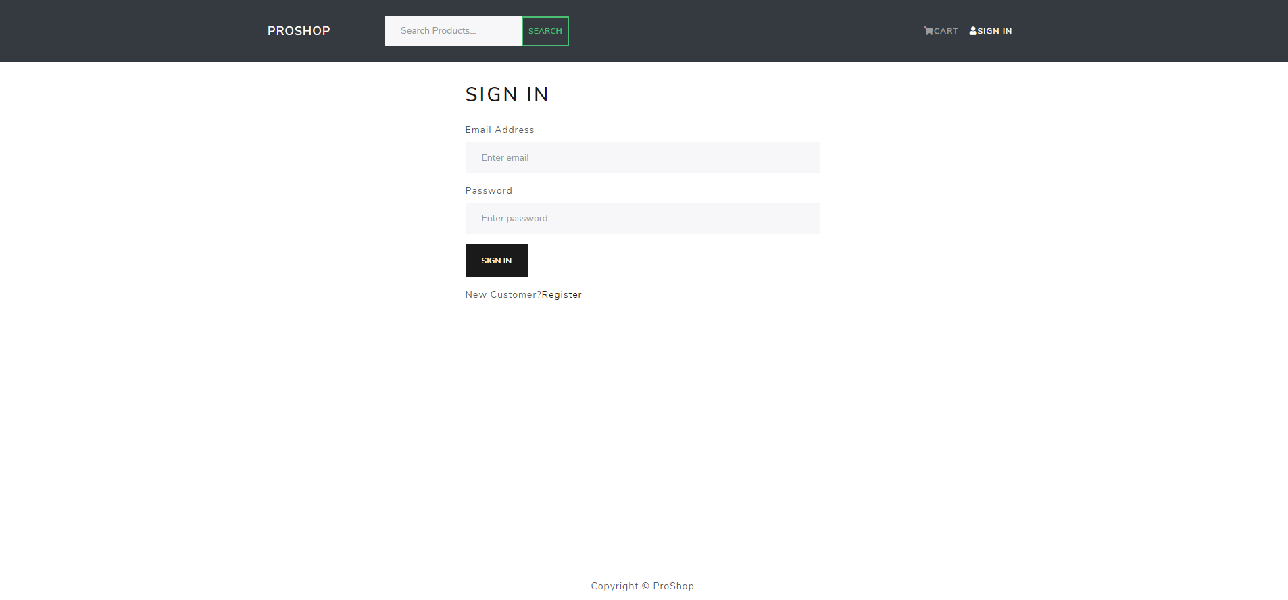 PROSHOP Search Products... SEARCH CART SIGN IN
SIGN IN
Email Address
Enter email
Password
Enter password
SIGN IN
New Customer?Register
Copyright © ProShop